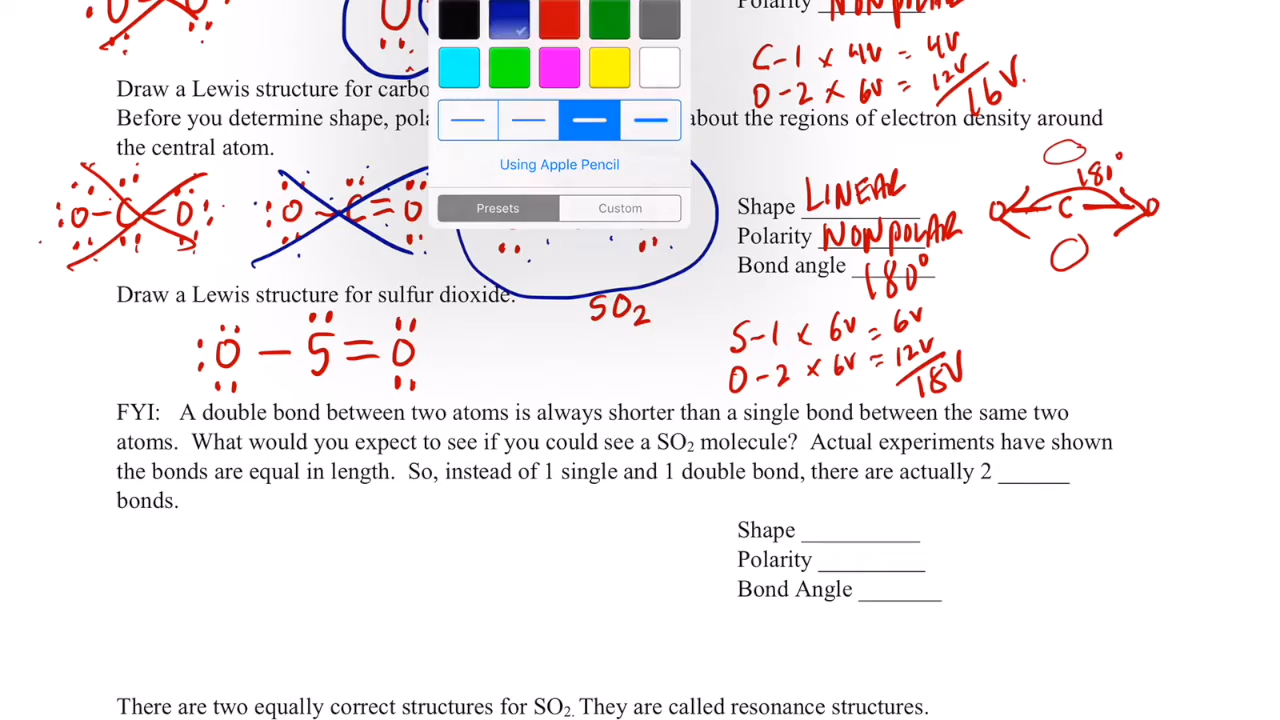 Polarity NONPOLAR
C-1 x 4V = 4V
O-2 x 6V = 12V
16V.
Draw a Lewis structure for
Before you determine shape, about the regions of electron density around
the central atom.
O-C-O O-C=O
180°
Shape LINEAR
O C O
Polarity NONPOLAR
Bond angle 180°
Draw a Lewis structure for sulfur dioxide.
SO2
O-S=O
S-1 x 6V = 6V
O-2 x 6V = 12V
18V
FYI: A double bond between two atoms is always shorter than a single bond between the same two
atoms. What would you expect to see if you could see a SO2 molecule? Actual experiments have shown
the bonds are equal in length. So, instead of 1 single and 1 double bond, there are actually 2 ______
bonds.
Shape __________
Polarity _________
Bond Angle _______
There are two equally correct structures for SO2. They are called resonance structures.
Using Apple Pencil
Presets Custom